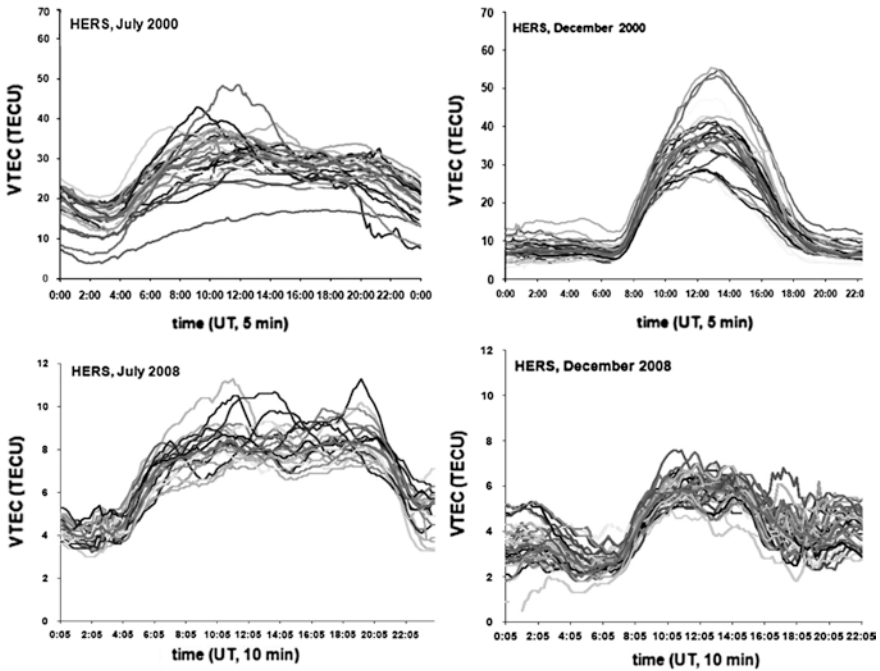 HERS, July 2000
VTEC (TECU)
70
60
50
40
30
20
10
0
0:00 2:00 4:00 6:00 8:00 10:00 12:00 14:00 16:00 18:00 20:00 22:00 0:00
time (UT, 5 min)
HERS, December 2000
VTEC (TECU)
70
60
50
40
30
20
10
0
0:00 2:00 4:00 6:00 8:00 10:00 12:00 14:00 16:00 18:00 20:00 22:0
time (UT, 5 min)
HERS, July 2008
VTEC (TECU)
12
10
8
6
4
2
0
0:05 2:05 4:05 6:05 8:05 10:05 12:05 14:05 16:05 18:05 20:05 22:05
time (UT, 10 min)
HERS, December 2008
VTEC (TECU)
12
10
8
6
4
2
0
0:05 2:05 4:05 6:05 8:05 10:05 12:05 14:05 16:05 18:05 20:05 22:05
time (UT, 10 min)